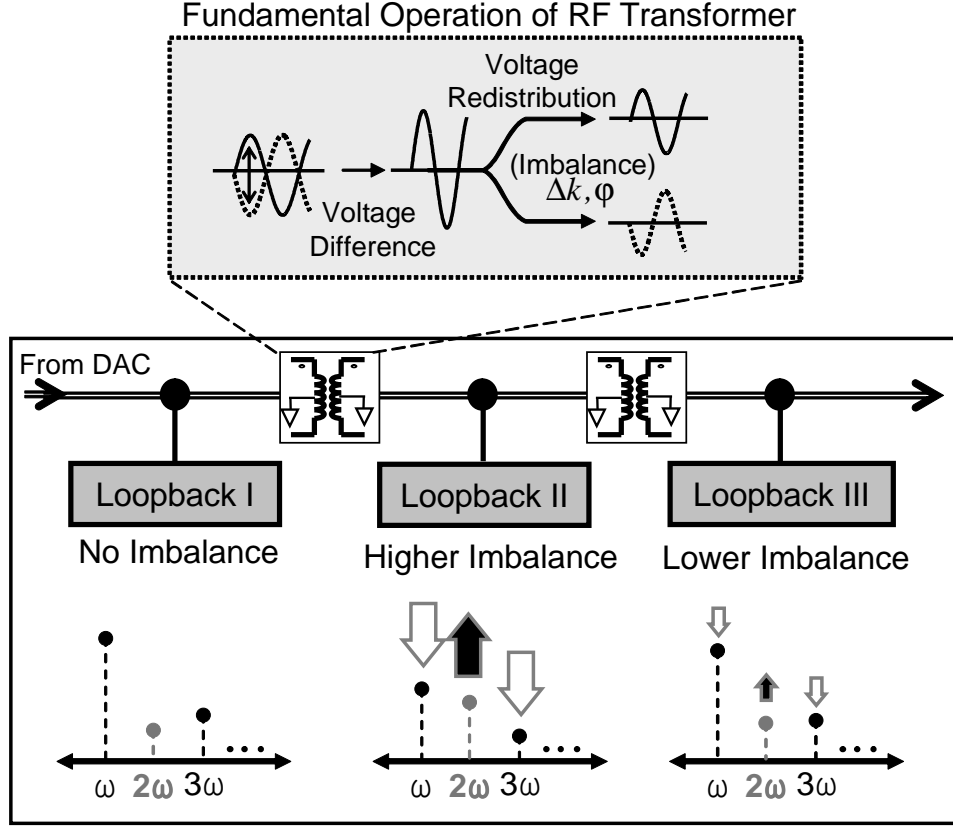 Fundamental Operation of RF Transformer
Voltage
Redistribution
(Imbalance)
Δk, φ
Voltage
Difference
From DAC
Loopback I
Loopback II
Loopback III
No Imbalance
Higher Imbalance
Lower Imbalance
ω 2ω 3ω
ω 2ω 3ω
ω 2ω 3ω